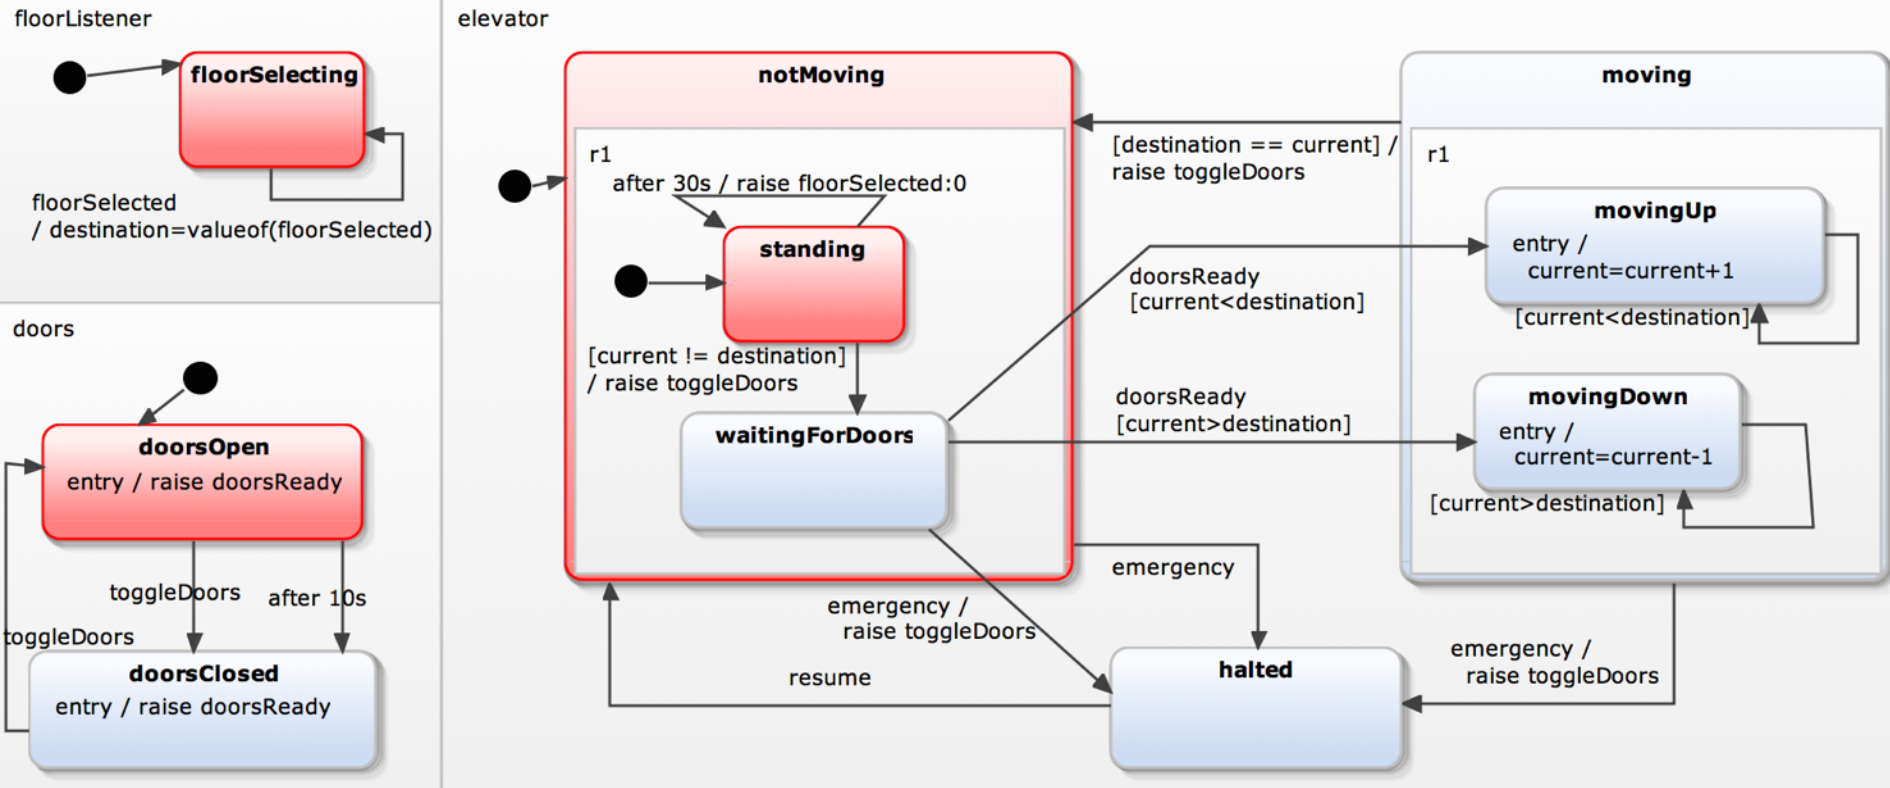 floorListener
floorSelecting
floorSelected
/ destination=valueof(floorSelected)
doors
doorsOpen
entry / raise doorsReady
toggleDoors
after 10s
toggleDoors
doorsClosed
entry / raise doorsReady
elevator
notMoving
r1
after 30s / raise floorSelected:0
standing
[current != destination]
/ raise toggleDoors
waitingForDoors
[destination == current] /
raise toggleDoors
doorsReady
[current<destination]
doorsReady
[current>destination]
emergency
emergency /
raise toggleDoors
resume
halted
moving
r1
movingUp
entry /
current=current+1
[current<destination]
movingDown
entry /
current=current-1
[current>destination]
emergency /
raise toggleDoors